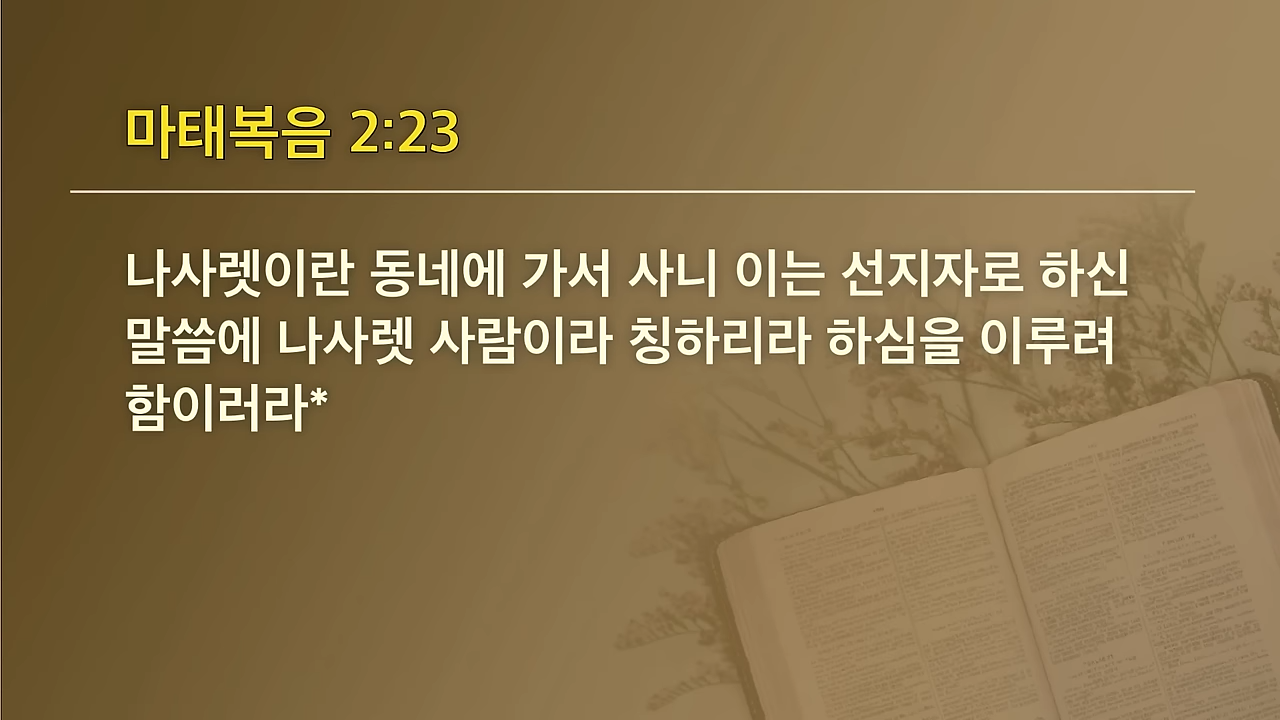 마태복음 2:23
나사렛이란 동네에 가서 사니 이는 선지자로 하신
말씀에 나사렛 사람이라 칭하리라 하심을 이루려
함이러라*